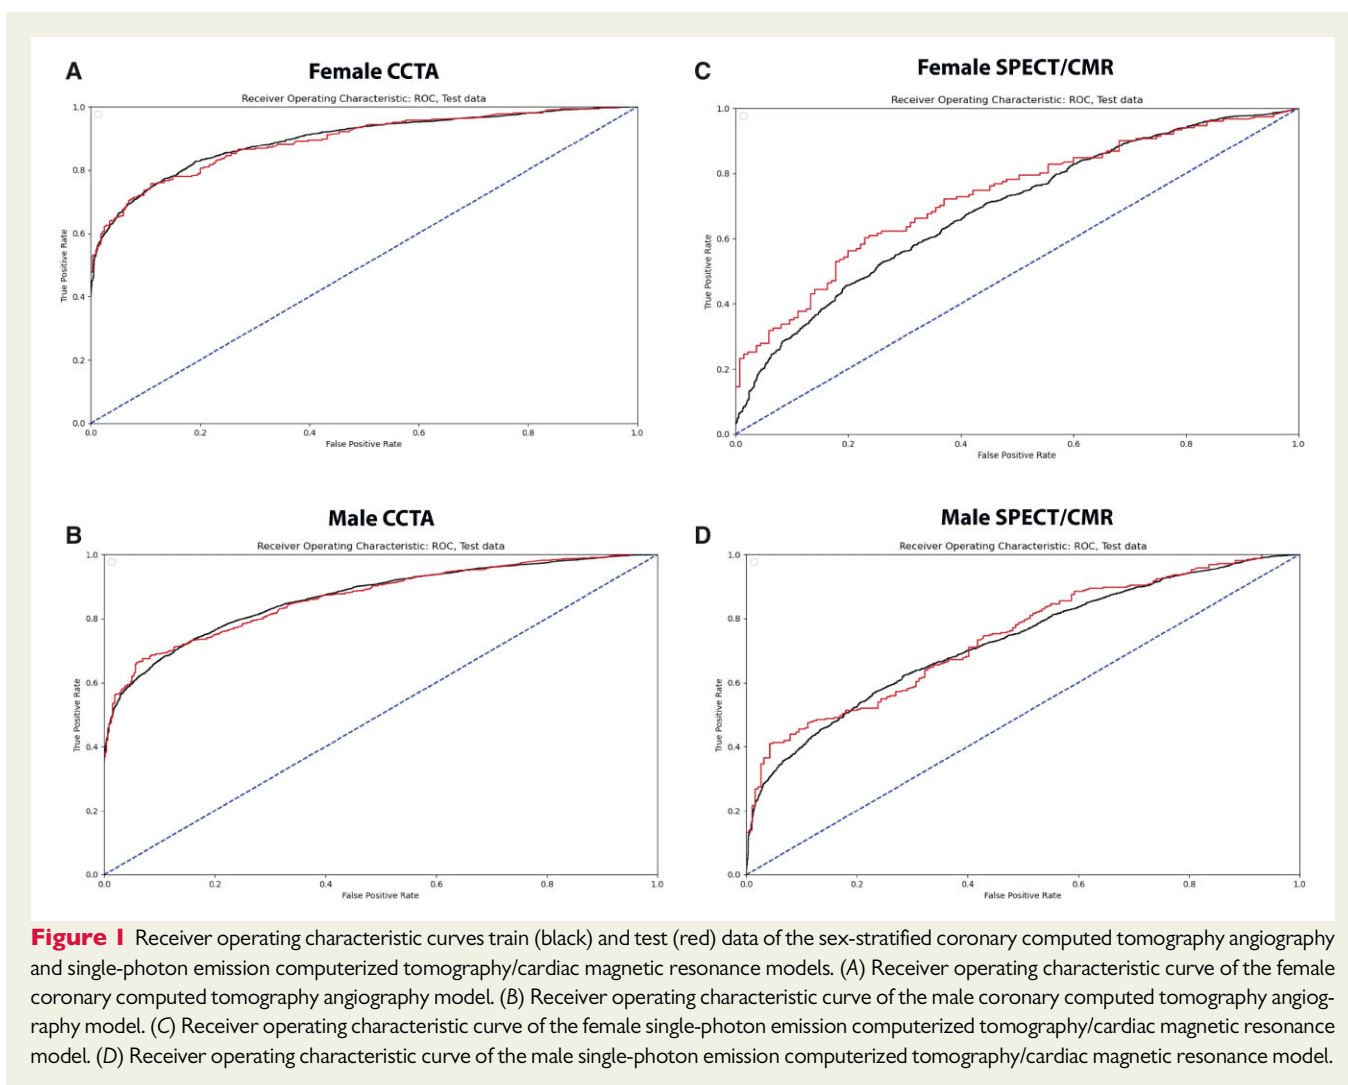 A
Female CCTA
Receiver Operating Characteristic: ROC, Test data
1.0
0.8
0.6
0.4
0.2
0.0
True Positive Rate
0.0 0.2 0.4 0.6 0.8 1.0
False Positive Rate
C
Female SPECT/CMR
Receiver Operating Characteristic: ROC, Test data
1.0
0.8
0.6
0.4
0.2
0.0
True Positive Rate
0.0 0.2 0.4 0.6 0.8 1.0
False Positive Rate
B
Male CCTA
Receiver Operating Characteristic: ROC, Test data
1.0
0.8
0.6
0.4
0.2
0.0
True Positive Rate
0.0 0.2 0.4 0.6 0.8 1.0
False Positive Rate
D
Male SPECT/CMR
Receiver Operating Characteristic: ROC, Test data
1.0
0.8
0.6
0.4
0.2
0.0
True Positive Rate
0.0 0.2 0.4 0.6 0.8 1.0
False Positive Rate
Figure 1 Receiver operating characteristic curves train (black) and test (red) data of the sex-stratified coronary computed tomography angiography
and single-photon emission computerized tomography/cardiac magnetic resonance models. (A) Receiver operating characteristic curve of the female
coronary computed tomography angiography model. (B) Receiver operating characteristic curve of the male coronary computed tomography angiog-
raphy model. (C) Receiver operating characteristic curve of the female single-photon emission computerized tomography/cardiac magnetic resonance
model. (D) Receiver operating characteristic curve of the male single-photon emission computerized tomography/cardiac magnetic resonance model.